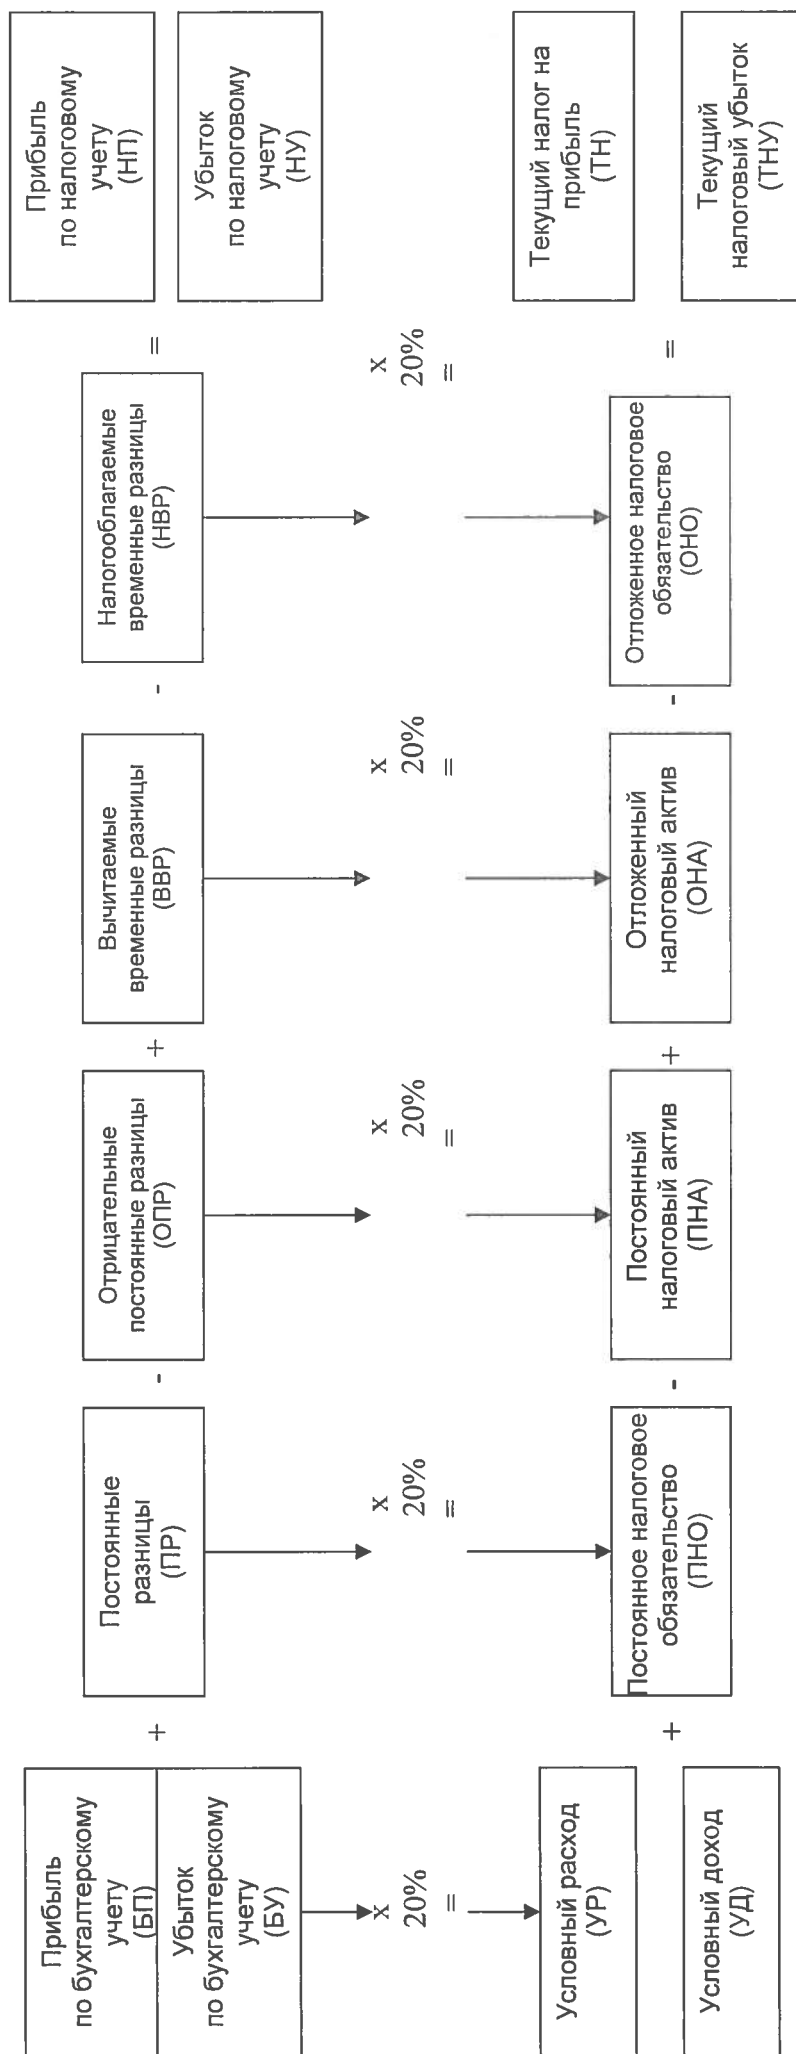 Прибыль
по бухгалтерскому
учету
(БП)
Убыток
по бухгалтерскому
учету
(БУ)
+
Постоянные
разницы
(ПР)
-
Отрицательные
постоянные разницы
(ОПР)
+
Вычитаемые
временные разницы
(ВВР)
-
Налогооблагаемые
временные разницы
(НВР)
=
Прибыль
по налоговому
учету
(НП)
Убыток
по налоговому
учету
(НУ)
х
20%
=
х
20%
=
х
20%
=
х
20%
=
х
20%
=
Условный расход
(УР)
Условный доход
(УД)
+
Постоянное налоговое
обязательство
(ПНО)
-
Постоянный
налоговый актив
(ПНА)
+
Отложенный
налоговый актив
(ОНА)
-
Отложенное налоговое
обязательство
(ОНО)
=
Текущий налог на
прибыль
(ТН)
Текущий
налоговый убыток
(ТНУ)